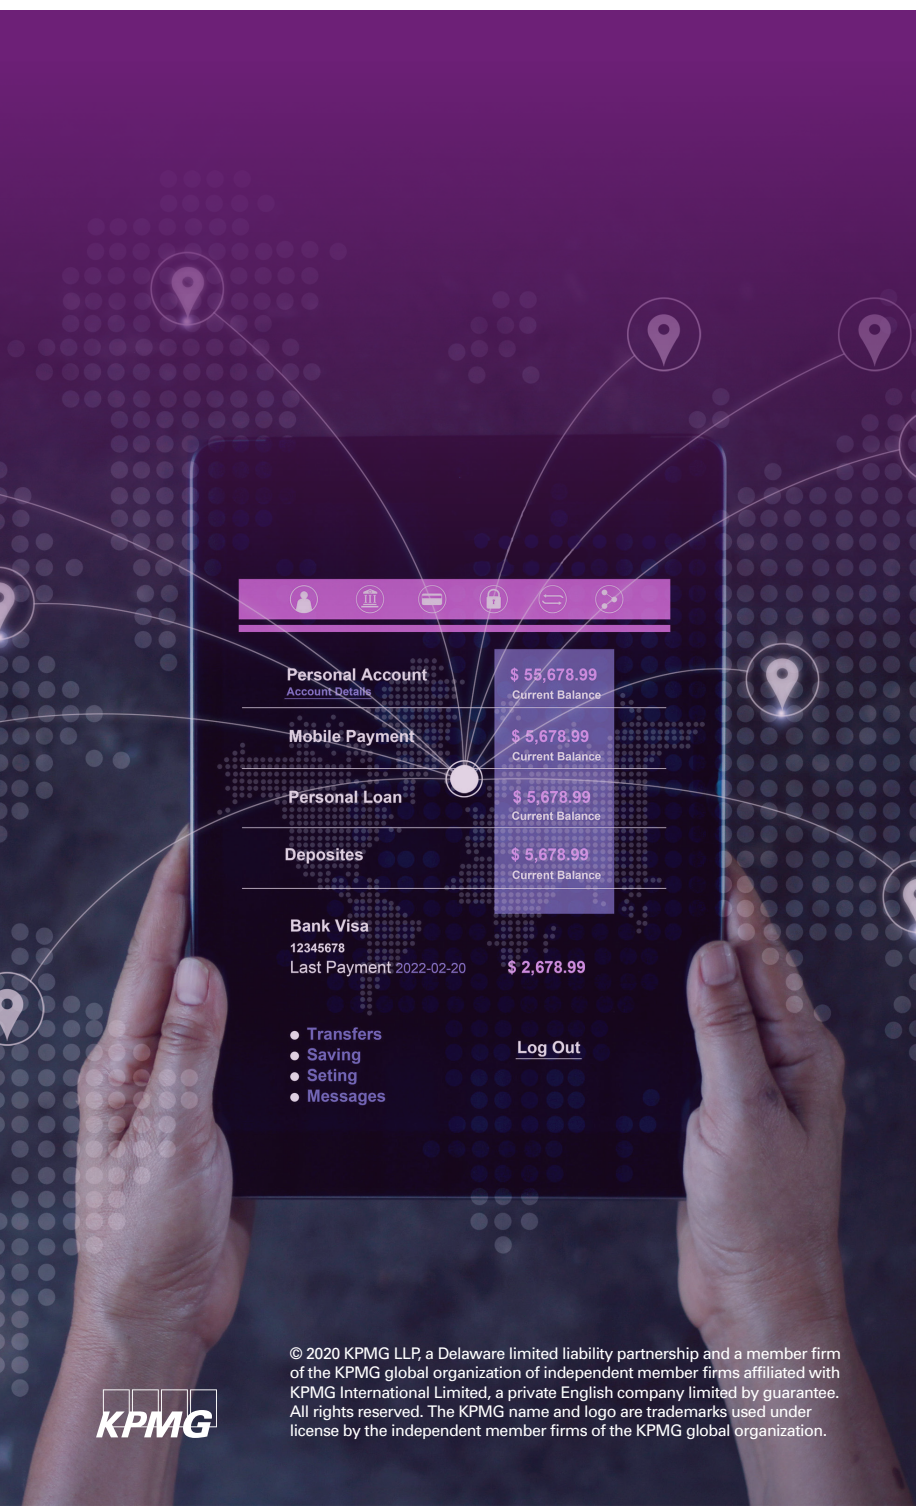 Personal Account
$ 55,678.99
Account Details
Current Balance
Mobile Payment
$ 5,678.99
Current Balance
Personal Loan
$ 5,678.99
Current Balance
Deposites
$ 5,678.99
Current Balance
Bank Visa
12345678
Last Payment 2022-02-20
$ 2,678.99
Transfers
Saving
Seting
Messages
Log Out
© 2020 KPMG LLP, a Delaware limited liability partnership and a member firm
of the KPMG global organization of independent member firms affiliated with
KPMG International Limited, a private English company limited by guarantee.
All rights reserved. The KPMG name and logo are trademarks used under
license by the independent member firms of the KPMG global organization.
KPMG